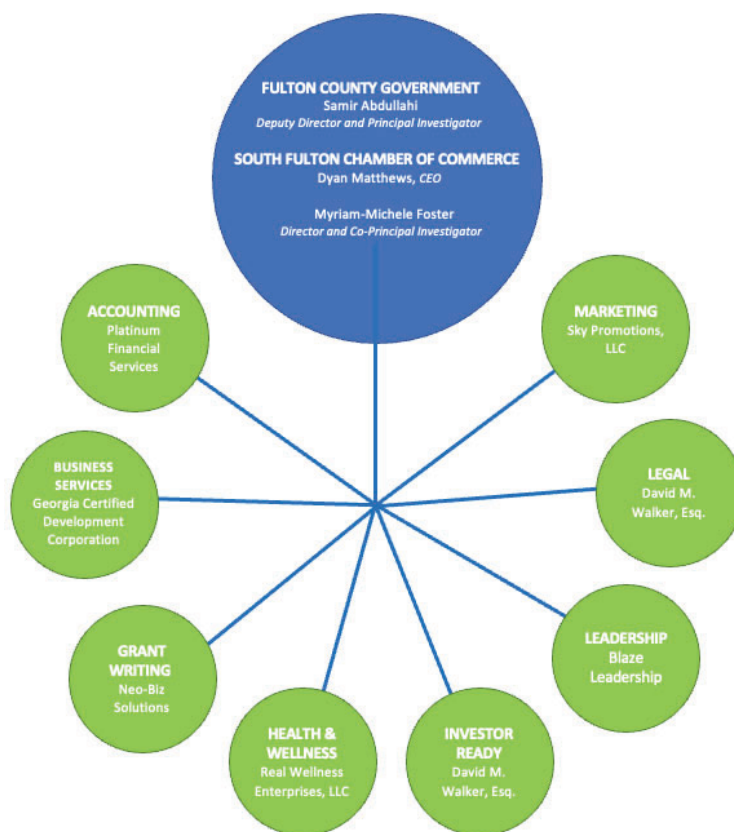 FULTON COUNTY GOVERNMENT
Samir Abdullahi
Deputy Director and Principal Investigator
SOUTH FULTON CHAMBER OF COMMERCE
Dyan Matthews, CEO
Myriam-Michele Foster
Director and Co-Principal Investigator
ACCOUNTING
Platinum
Financial
Services
MARKETING
Sky Promotions,
LLC
BUSINESS
SERVICES
Georgia Certified
Development
Corporation
LEGAL
David M.
Walker, Esq.
GRANT
WRITING
Neo-Biz
Solutions
LEADERSHIP
Blaze
Leadership
HEALTH &
WELLNESS
Real Wellness
Enterprises, LLC
INVESTOR
READY
David M.
Walker, Esq.